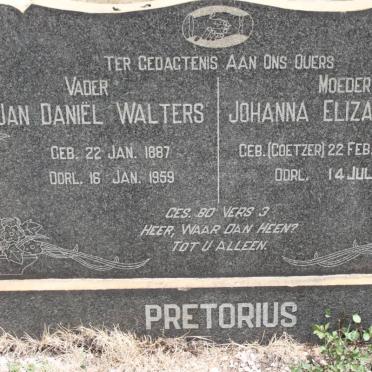 TER GEDACTENIS AAN ONS OUERS
VADER
JAN DANIËL WALTERS
GEB. 22 JAN. 1887
OORL. 16 JAN. 1959
MOEDER
JOHANNA ELIZA
GEB. (COETZER) 22 FEB.
OORL. 14 JUL
GES. 80 VERS 3
HEER, WAAR DAN HEEN?
TOT U ALLEEN.
PRETORIUS